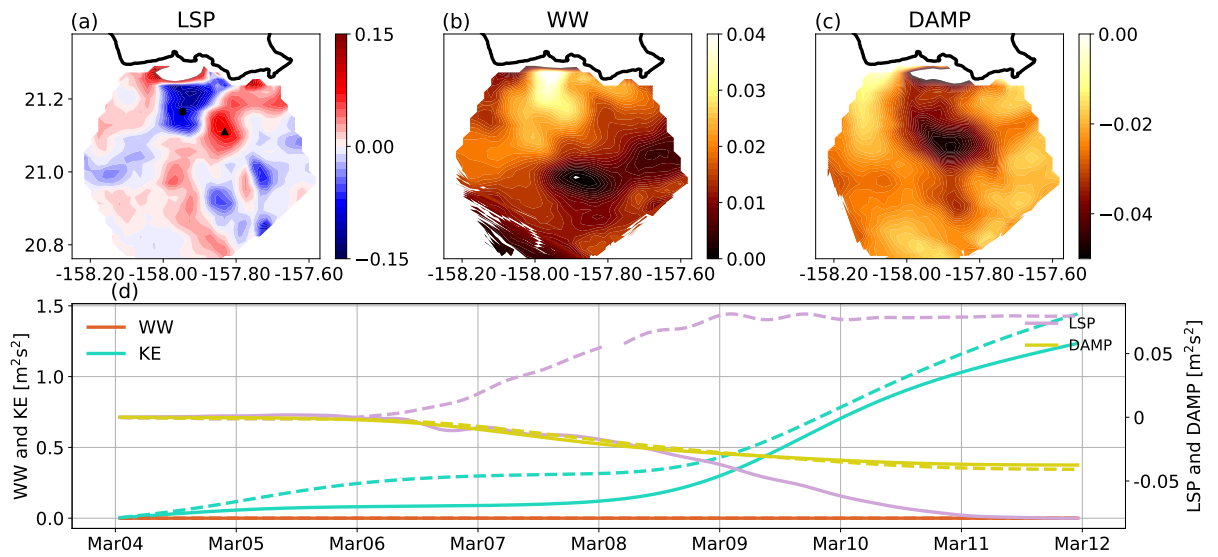 (a) LSP
(b) WW
(c) DAMP
0.15
0.00
−0.15
0.04
0.03
0.02
0.01
0.00
0.00
−0.02
−0.04
21.2
21.0
20.8
-158.20 -158.00 -157.80 -157.60
-158.20 -158.00 -157.80 -157.60
-158.20 -158.00 -157.80 -157.60
(d)
WW and KE [m²s²]
1.5
1.0
0.5
0.0
WW
KE
LSP
DAMP
0.05
0
-0.05
LSP and DAMP [m²s²]
Mar04 Mar05 Mar06 Mar07 Mar08 Mar09 Mar10 Mar11 Mar12